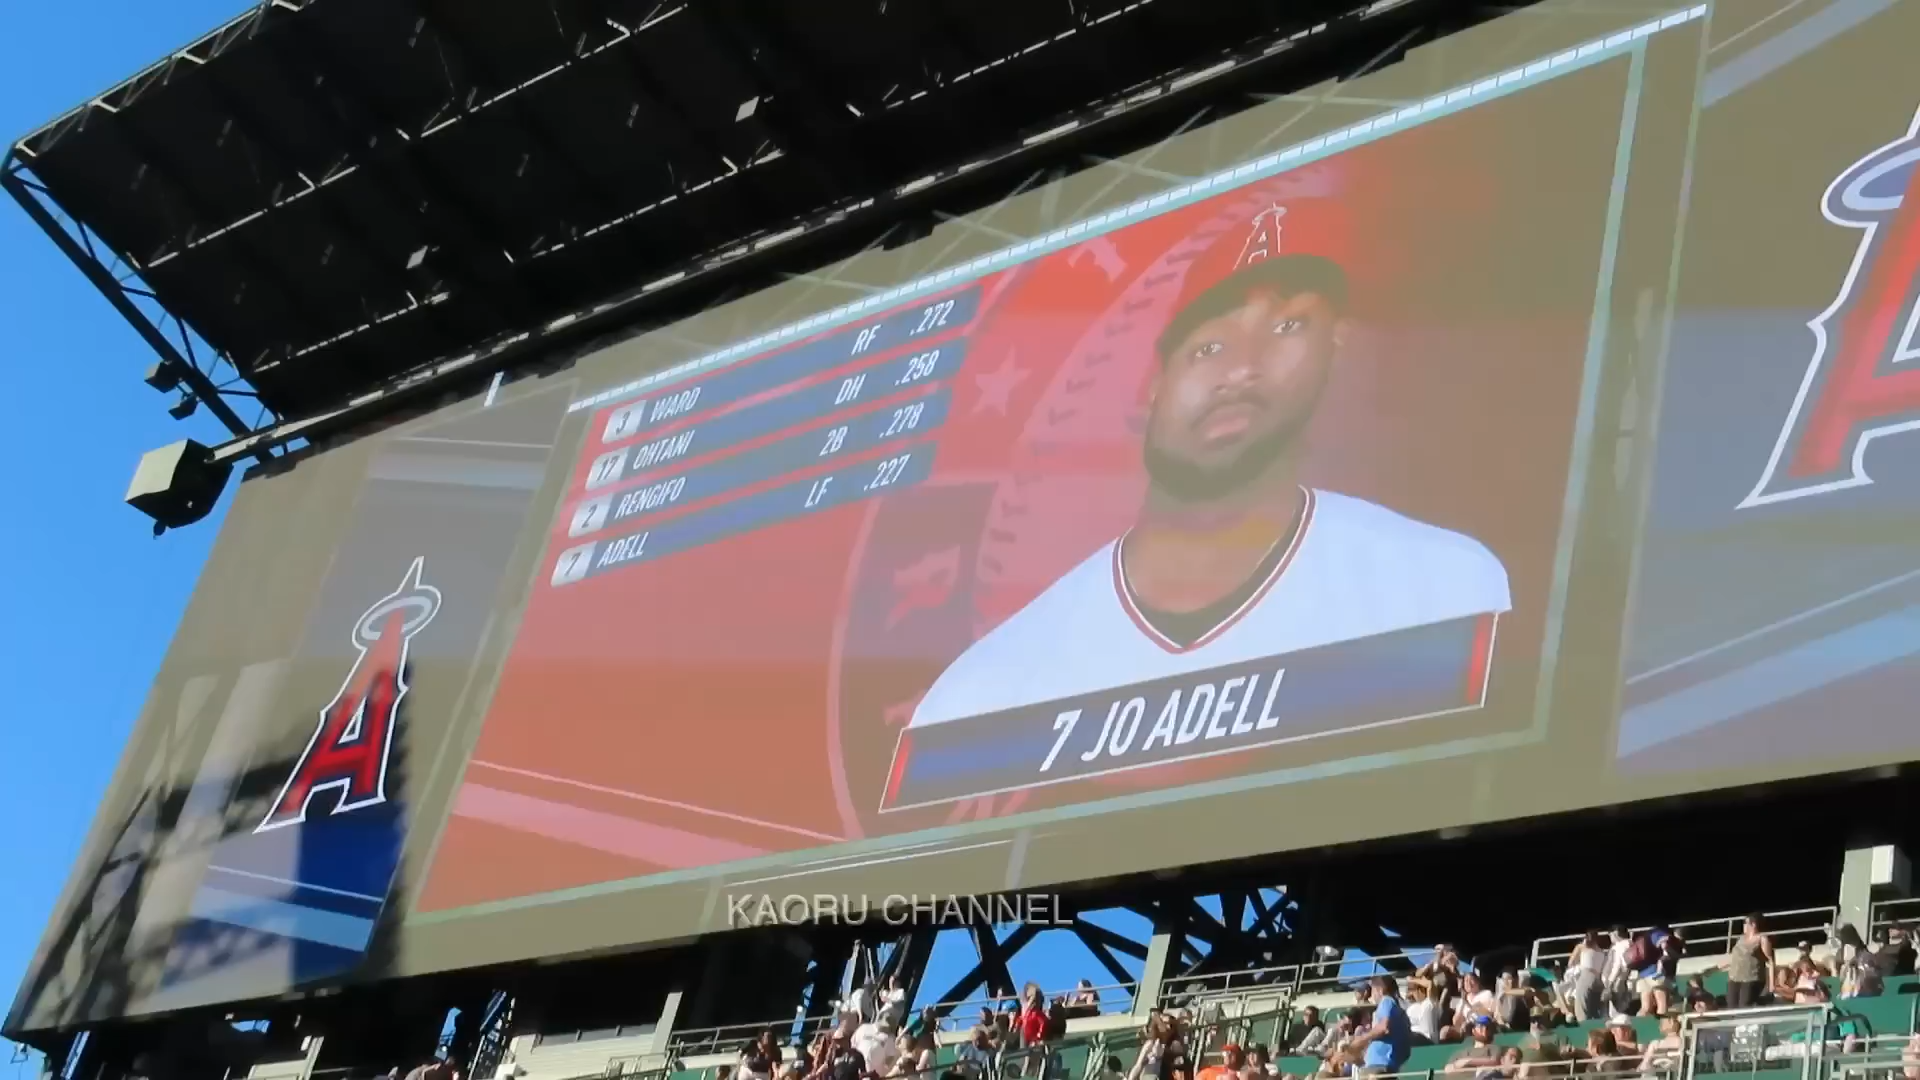 3 WARD RF .272
17 OHTANI DH .258
2 RENGIFO 2B .278
7 ADELL LF .227
A
A
A
7 JO ADELL
KAORU CHANNEL